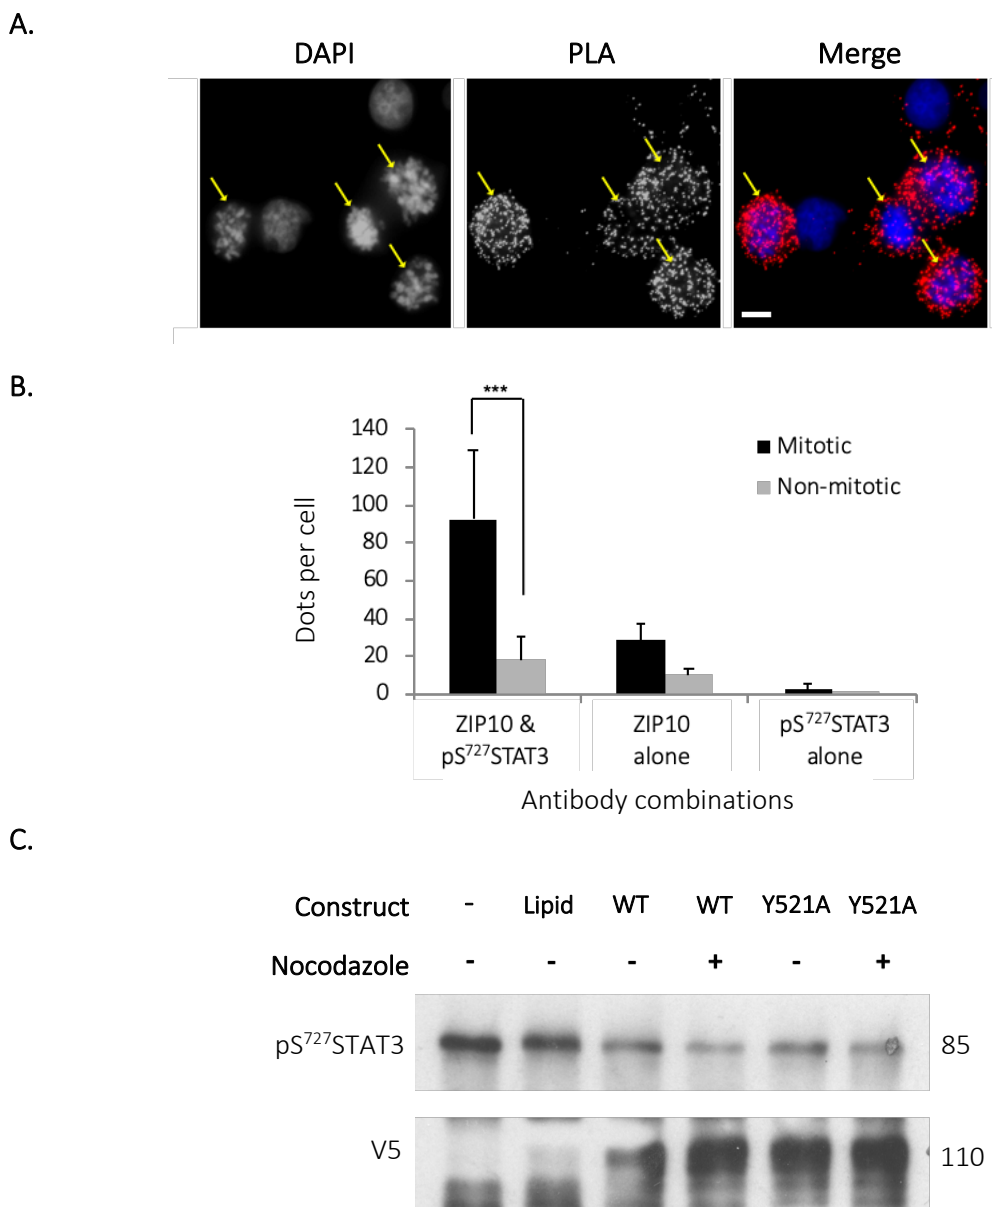 A.
DAPI PLA Merge
B.
***
140
120
100
80
60
40
20
0
Dots per cell
Mitotic
Non-mitotic
ZIP10 & pS⁷²⁷STAT3
ZIP10 alone
pS⁷²⁷STAT3 alone
Antibody combinations
C.
Construct - Lipid WT WT Y521A Y521A
Nocodazole - - - + - +
pS⁷²⁷STAT3 85
V5 110